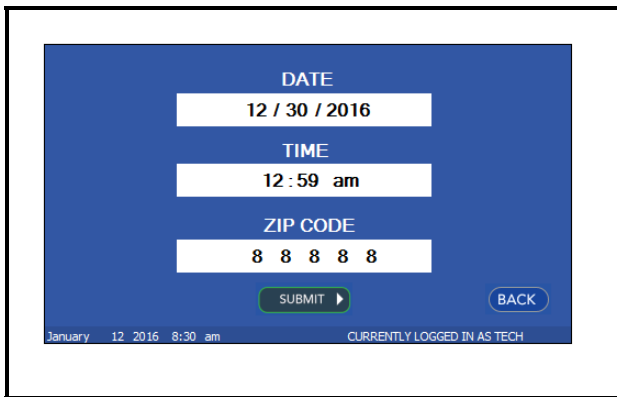 DATE
12 / 30 / 2016
TIME
12 : 59 am
ZIP CODE
8 8 8 8 8
SUBMIT
BACK
January 12 2016 8:30 am CURRENTLY LOGGED IN AS TECH